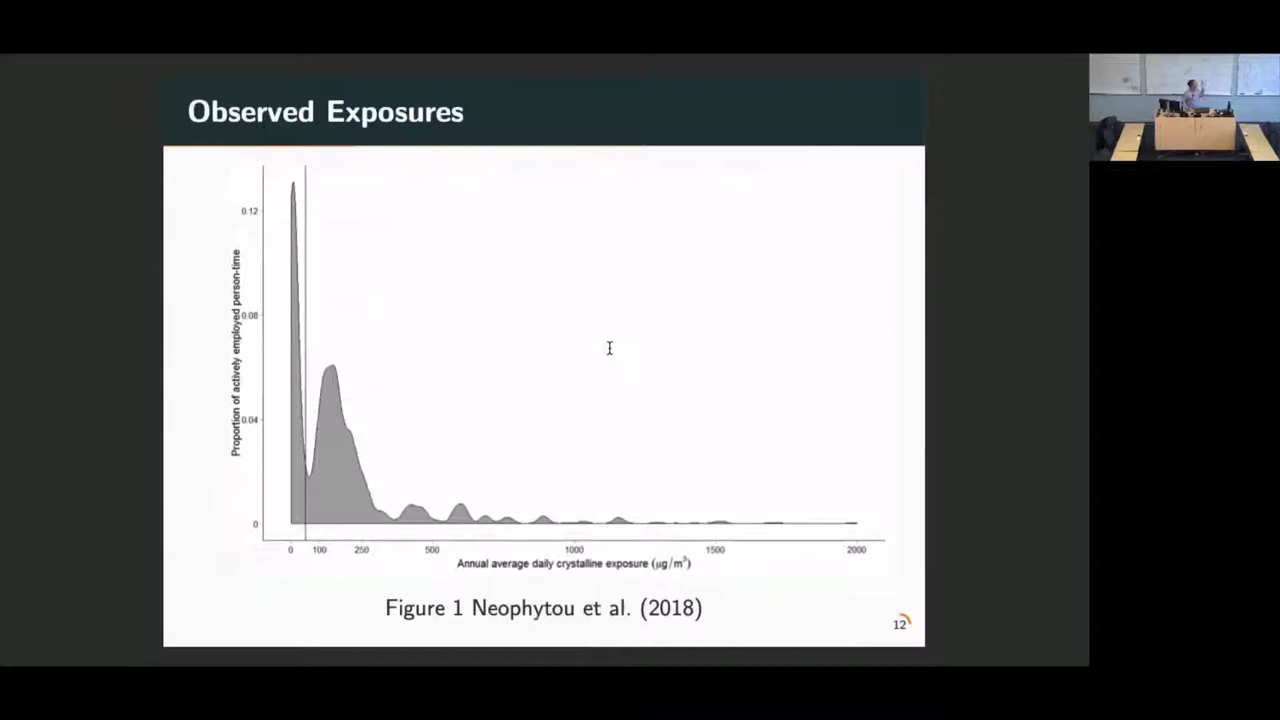 Observed Exposures
Proportion of actively employed person-time
0.12
0.08
0.04
0
0 100 250 500 1000 1500 2000
Annual average daily crystalline exposure (μg/m³)
Figure 1 Neophytou et al. (2018)
12